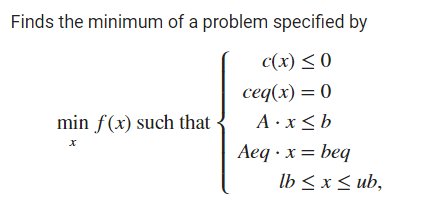 Finds the minimum of a problem specified by
c(x) ≤ 0
ceq(x) = 0
min f(x) such that { A · x ≤ b
x
Aeq · x = beq
lb ≤ x ≤ ub,